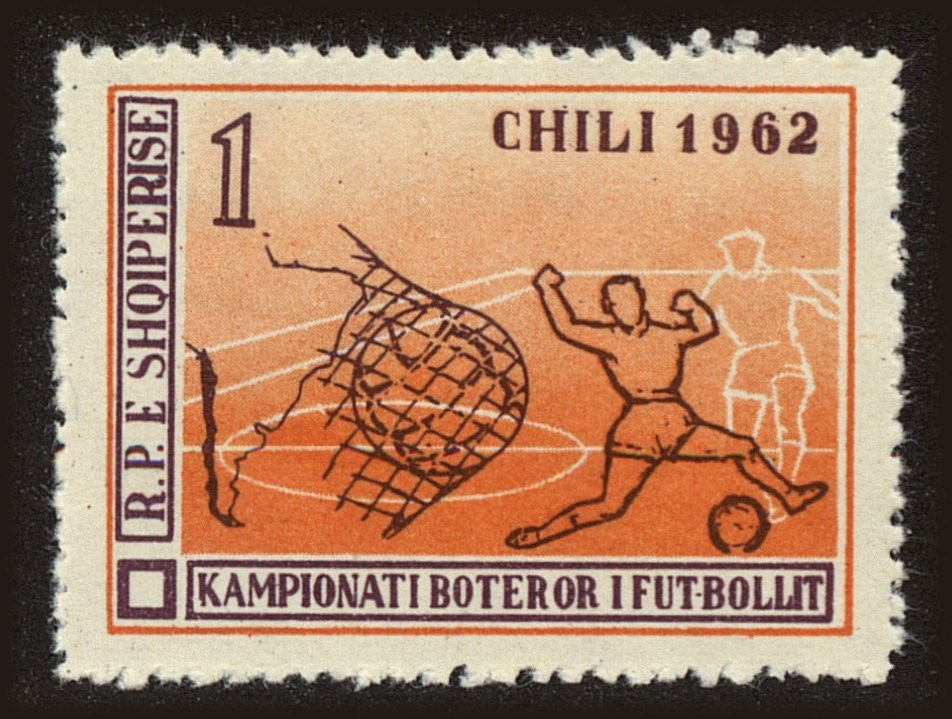 CHILI 1962
1
R.P. E SHQIPERISE
KAMPIONATI BOTEROR I FUT-BOLLIT